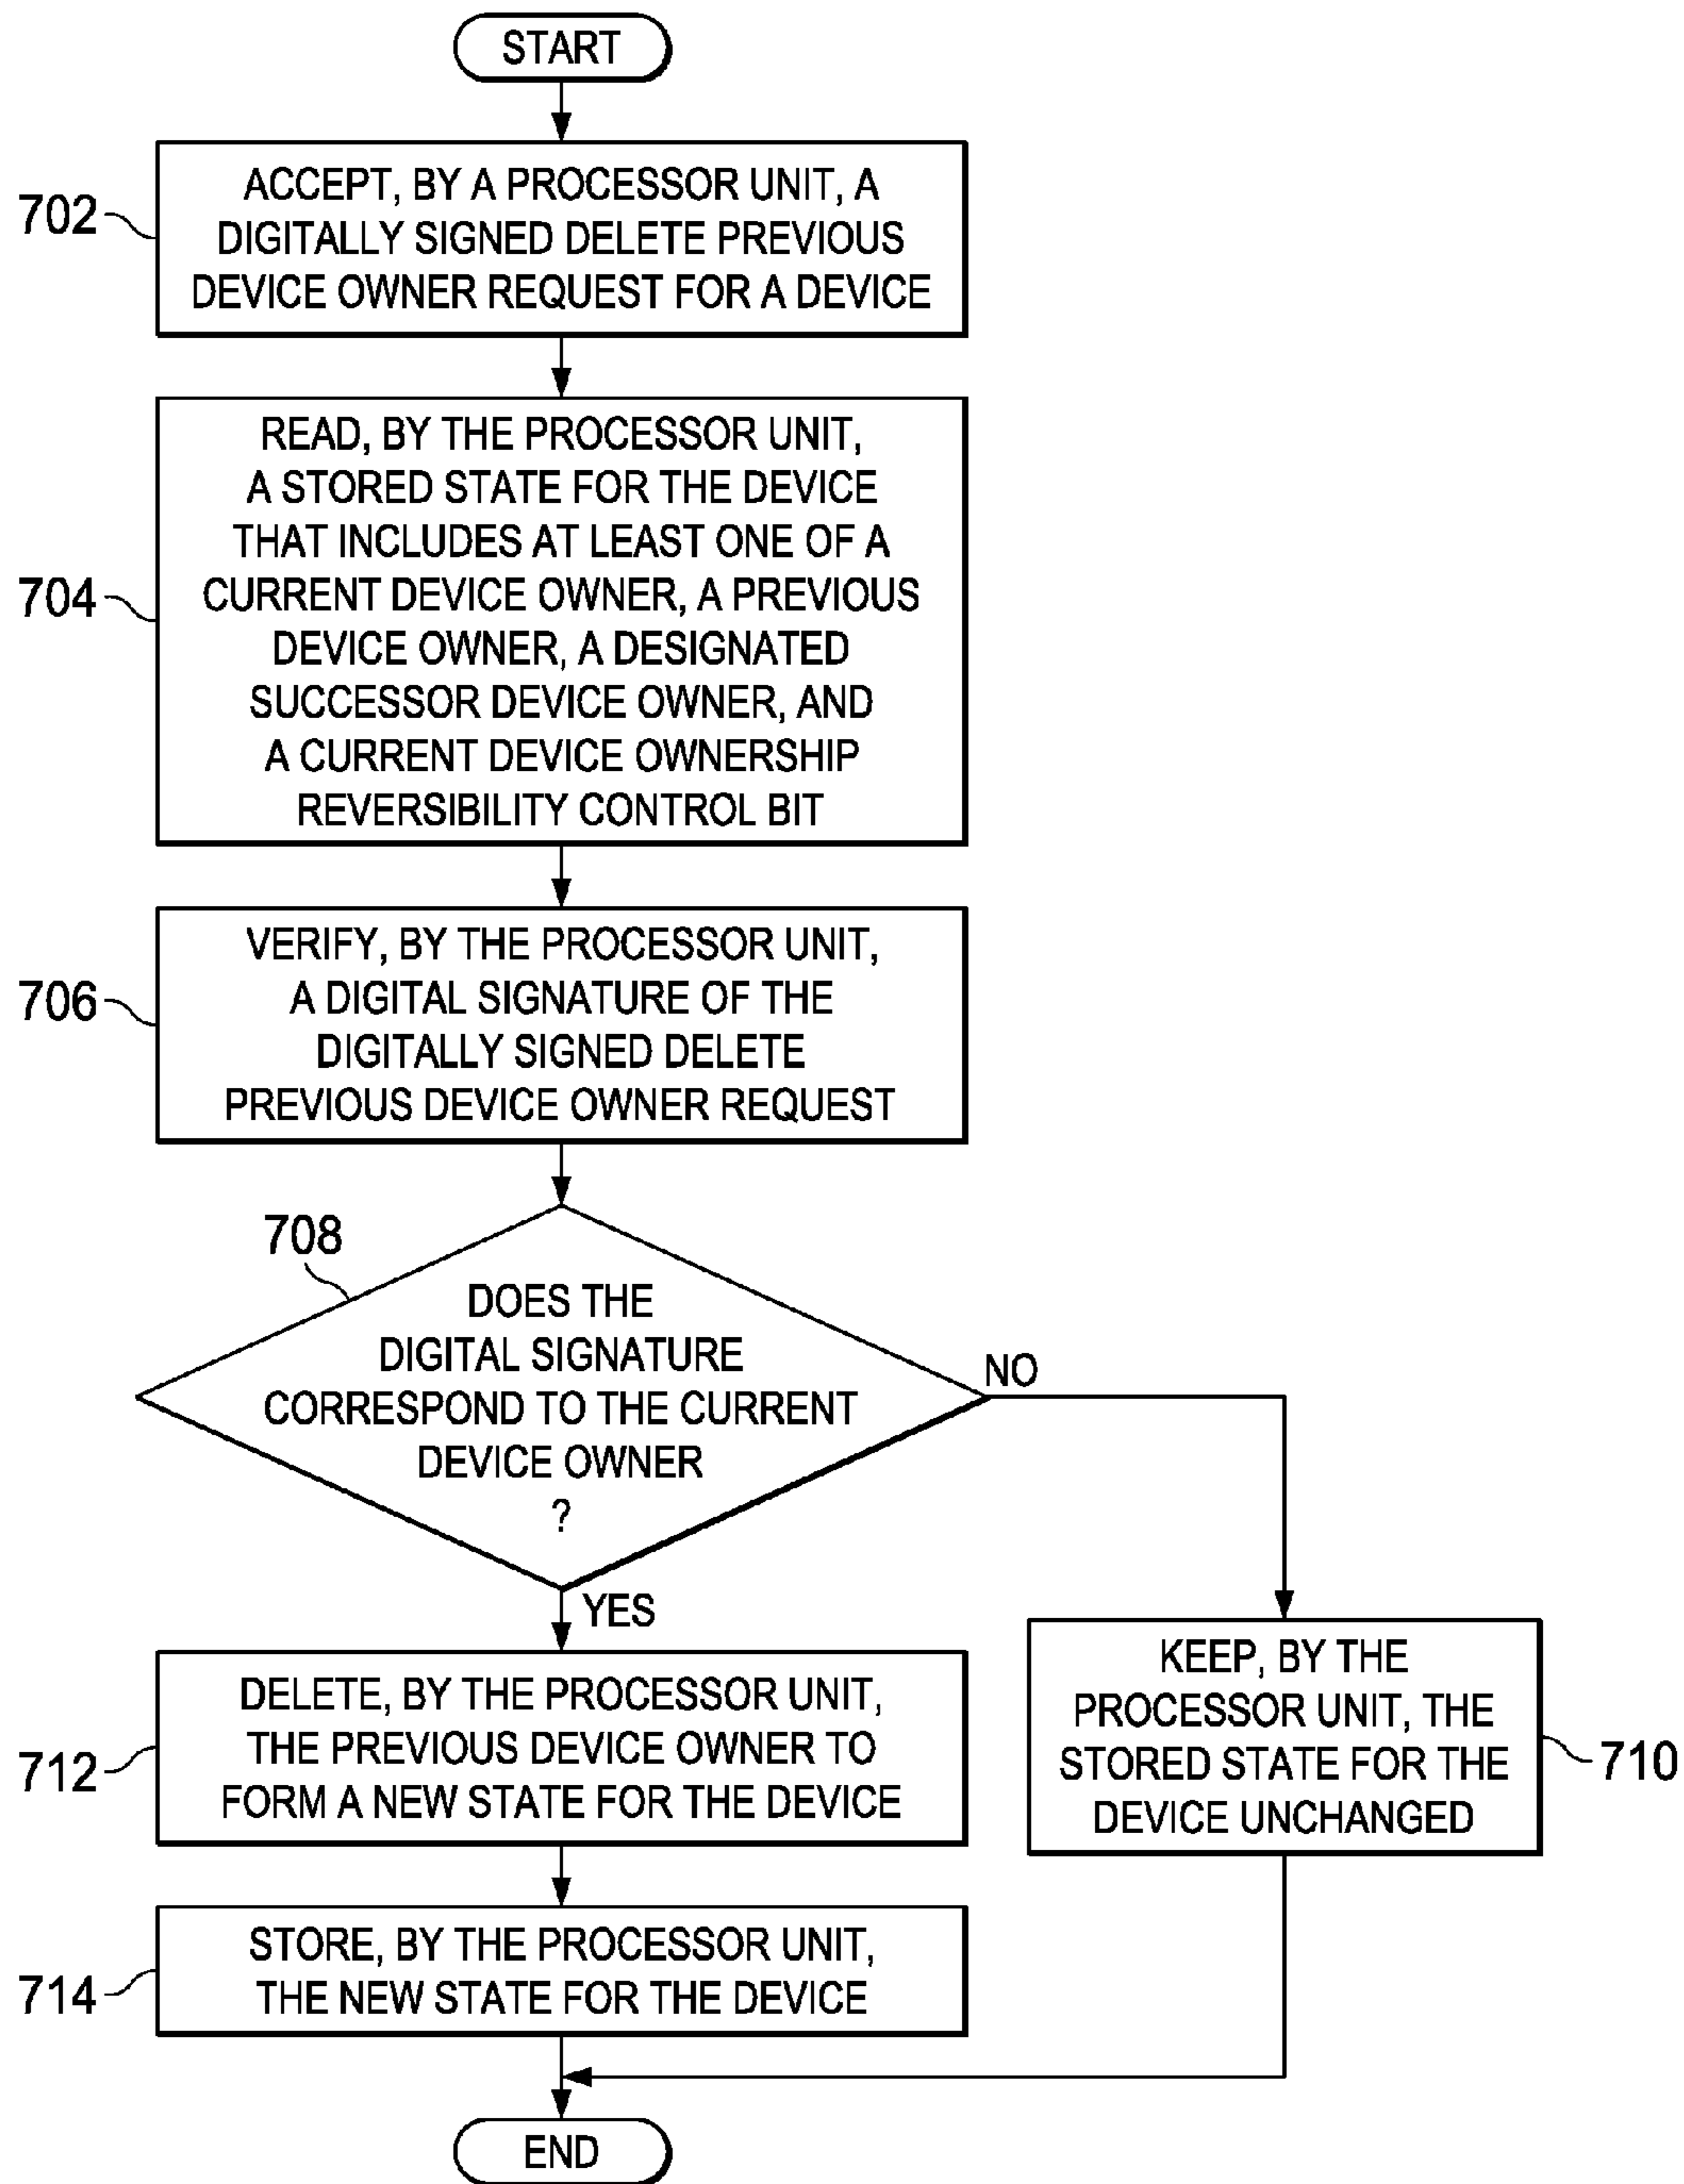 START
702
ACCEPT, BY A PROCESSOR UNIT, A
DIGITALLY SIGNED DELETE PREVIOUS
DEVICE OWNER REQUEST FOR A DEVICE
704
READ, BY THE PROCESSOR UNIT,
A STORED STATE FOR THE DEVICE
THAT INCLUDES AT LEAST ONE OF A
CURRENT DEVICE OWNER, A PREVIOUS
DEVICE OWNER, A DESIGNATED
SUCCESSOR DEVICE OWNER, AND
A CURRENT DEVICE OWNERSHIP
REVERSIBILITY CONTROL BIT
706
VERIFY, BY THE PROCESSOR UNIT,
A DIGITAL SIGNATURE OF THE
DIGITALLY SIGNED DELETE
PREVIOUS DEVICE OWNER REQUEST
708
DOES THE
DIGITAL SIGNATURE
CORRESPOND TO THE CURRENT
DEVICE OWNER
?
NO
YES
KEEP, BY THE
PROCESSOR UNIT, THE
STORED STATE FOR THE
DEVICE UNCHANGED
710
712
DELETE, BY THE PROCESSOR UNIT,
THE PREVIOUS DEVICE OWNER TO
FORM A NEW STATE FOR THE DEVICE
714
STORE, BY THE PROCESSOR UNIT,
THE NEW STATE FOR THE DEVICE
END